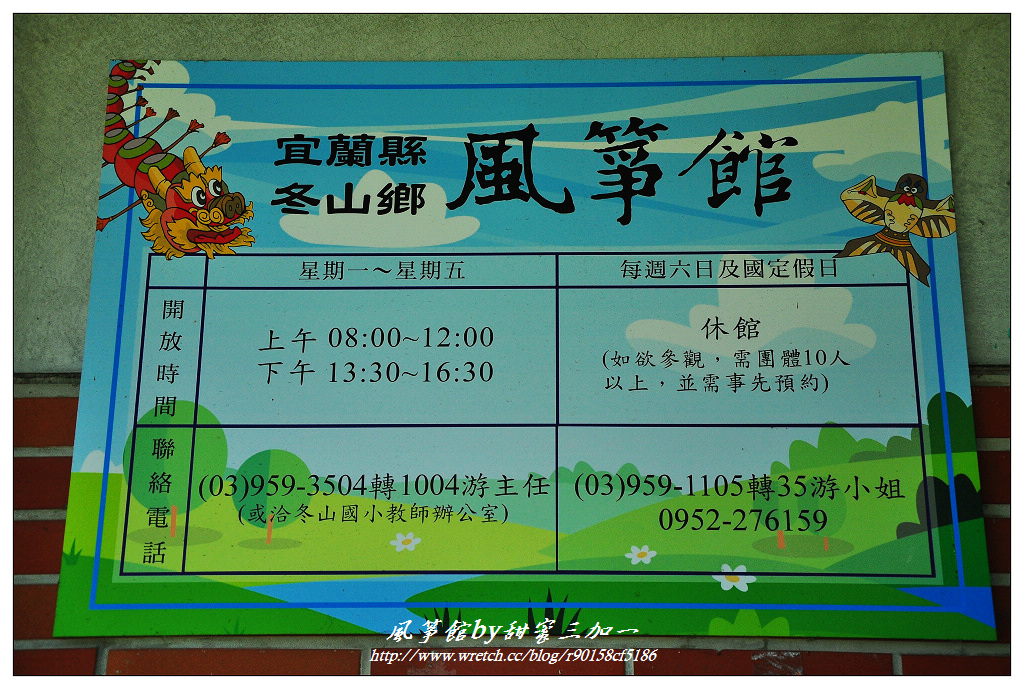 宜蘭縣
冬山鄉
風箏館
星期一～星期五
每週六日及國定假日
開放時間
上午 08:00~12:00
下午 13:30~16:30
休館
(如欲參觀，需團體10人
以上，並需事先預約)
聯絡電話
(03)959-3504轉1004游主任
(或洽冬山國小教師辦公室)
(03)959-1105轉35游小姐
0952-276159
風箏館by甜蜜三加一
http://www.wretch.cc/blog/r90158cf5186